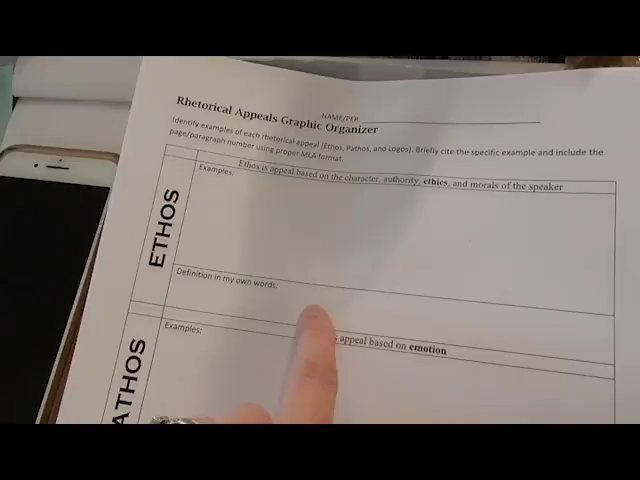 NAME/PER.
Rhetorical Appeals Graphic Organizer
Identify examples of each rhetorical appeal (Ethos, Pathos, and Logos). Briefly cite the specific example and include the
page/paragraph number using proper MLA format.
Ethos is appeal based on the character, authority, ethics, and morals of the speaker
Examples:
ETHOS
Definition in my own words:
appeal based on emotion
Examples:
ATHOS